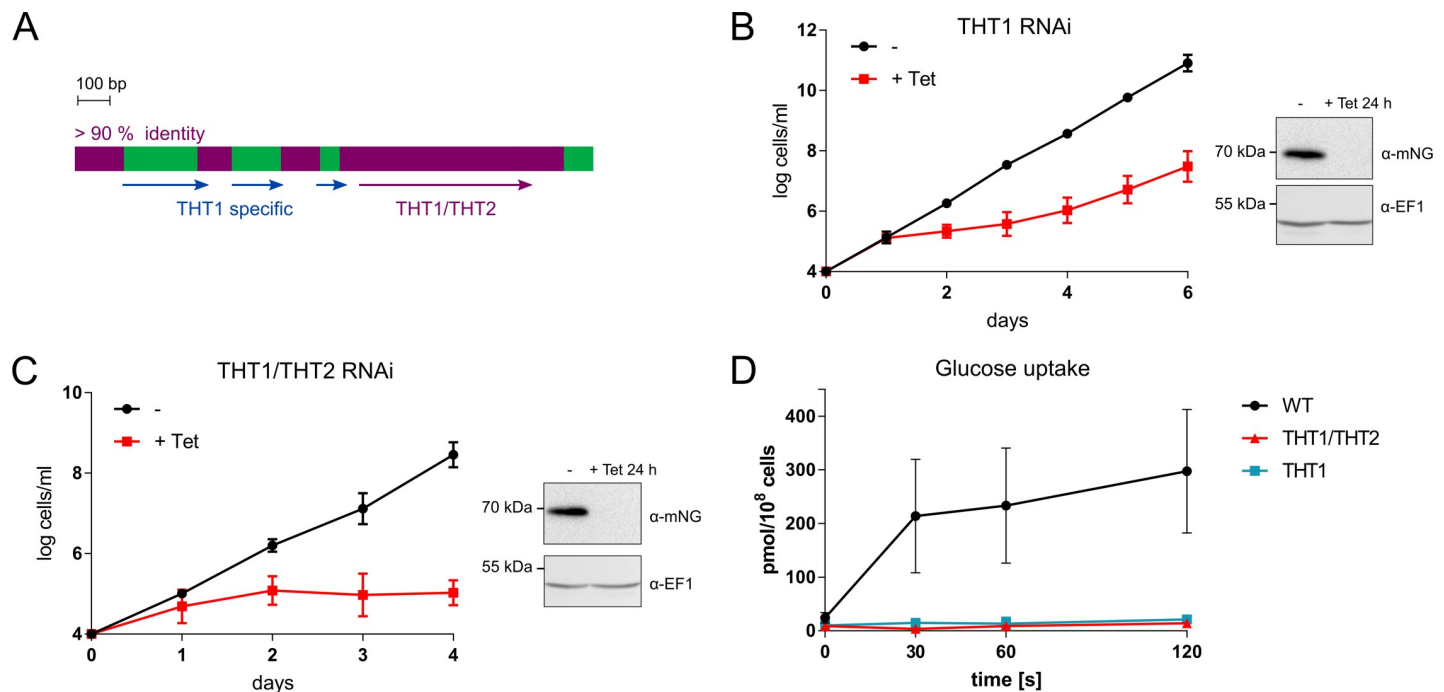 A
100 bp
> 90 % identity
THT1 specific
THT1/THT2
B
THT1 RNAi
-
+ Tet
log cells/ml
12
10
8
6
4
0
2
4
6
days
- + Tet 24 h
70 kDa
α-mNG
55 kDa
α-EF1
C
THT1/THT2 RNAi
-
+ Tet
log cells/ml
10
8
6
4
0
1
2
3
4
days
- + Tet 24 h
70 kDa
α-mNG
55 kDa
α-EF1
D
Glucose uptake
WT
THT1/THT2
THT1
pmol/10⁸ cells
400
300
200
100
0
0
30
60
120
time [s]